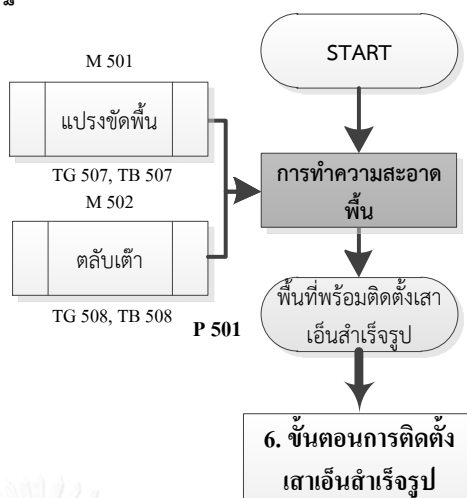 START
M 501
แปรงขัดพื้น
TG 507, TB 507
M 502
ตลับเต๊า
TG 508, TB 508
การทำความสะอาด
พื้น
P 501
พื้นที่พร้อมติดตั้งเสา
เอ็นสำเร็จรูป
6. ขั้นตอนการติดตั้ง
เสาเอ็นสำเร็จรูป